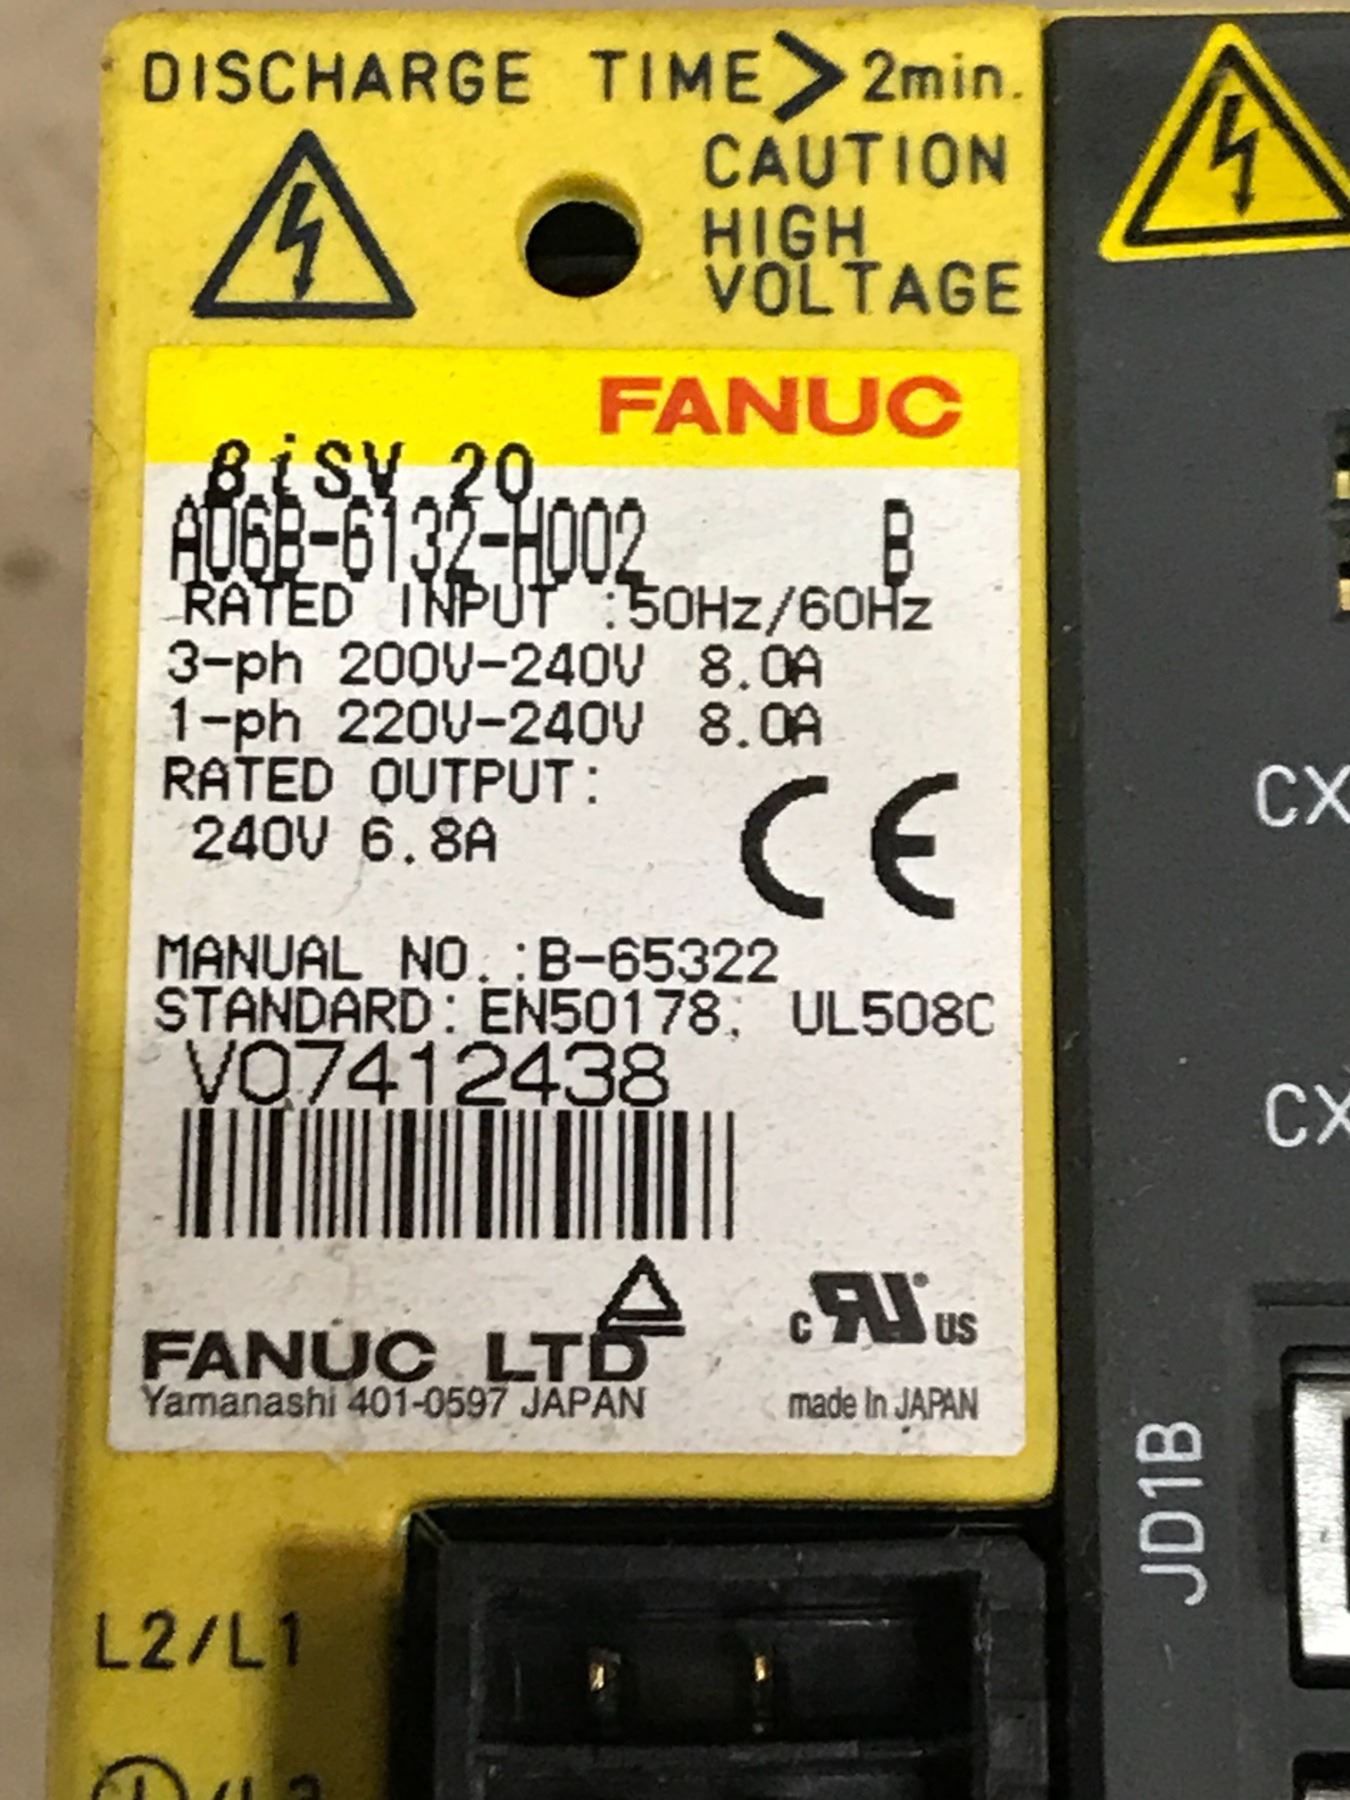 DISCHARGE TIME > 2min.
CAUTION
HIGH
VOLTAGE
FANUC
βiSV 20
A06B-6132-H002 B
RATED INPUT :50Hz/60Hz
3-ph 200V-240V 8.0A
1-ph 220V-240V 8.0A
RATED OUTPUT:
240V 6.8A
CE
MANUAL NO.:B-65322
STANDARD: EN50178, UL508C
V07412438
FANUC LTD
Yamanashi 401-0597 JAPAN
c RU US
made In JAPAN
CX
CX
JD1B
L2/L1
/L3